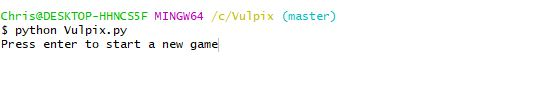 Chris@DESKTOP-HHNCS5F MINGW64 /c/Vulpix (master)
$ python Vulpix.py
Press enter to start a new game